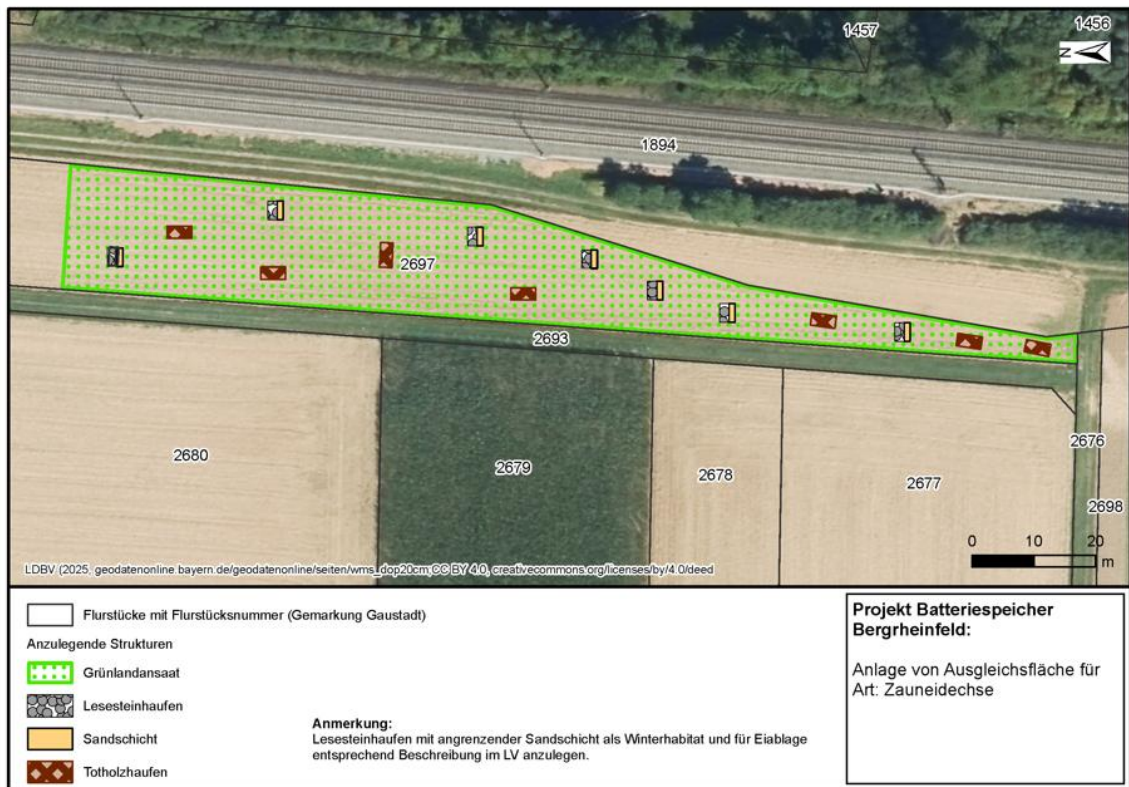 1457
1456
N
1894
2697
2693
2680
2679
2678
2677
2676
2698
0 10 20
m
LDBV (2025, geodatenonline.bayern.de/geodatenonline/seiten/wms_dop20cm;CC BY 4.0, creativecommons.org/licenses/by/4.0/deed
Flurstücke mit Flurstücksnummer (Gemarkung Gaustadt)
Anzulegende Strukturen
Grünlandansaat
Lesesteinhaufen
Sandschicht
Totholzhaufen
Anmerkung:
Lesesteinhaufen mit angrenzender Sandschicht als Winterhabitat und für Eiablage
entsprechend Beschreibung im LV anzulegen.
Projekt Batteriespeicher
Bergrheinfeld:
Anlage von Ausgleichsfläche für
Art: Zauneidechse